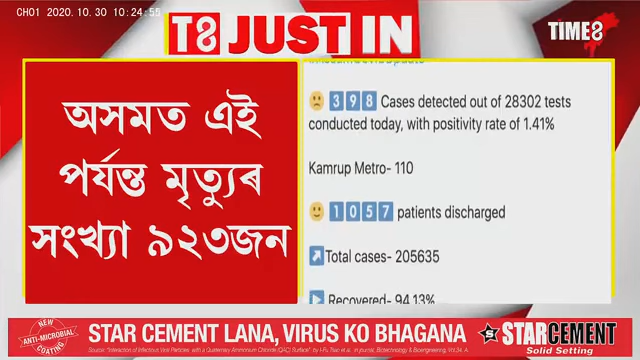 CH01 2020.10.30 10:24:55
T8 JUST IN
TIME8
অসমত এই
পৰ্যন্ত মৃত্যুৰ
সংখ্যা ৯২৩জন
398 Cases detected out of 28302 tests
conducted today, with positivity rate of 1.41%
Kamrup Metro- 110
1057 patients discharged
Total cases- 205635
Recovered- 94.13%
NEW
ANTI-MICROBIAL
COATING
STAR CEMENT LANA, VIRUS KO BHAGANA
STAR CEMENT
Solid Setting